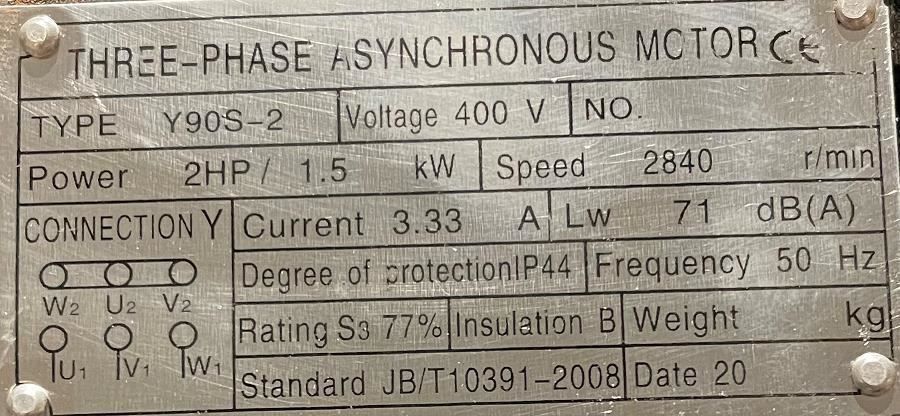 THREE-PHASE ASYNCHRONOUS MOTOR CE
TYPE Y90S-2 Voltage 400 V NO.
Power 2HP / 1.5 kW Speed 2840 r/min
CONNECTION Y Current 3.33 A Lw 71 dB(A)
Degree of protection IP44 Frequency 50 Hz
W2 U2 V2
Rating S3 77% Insulation B Weight kg
U1 V1 W1
Standard JB/T10391-2008 Date 20